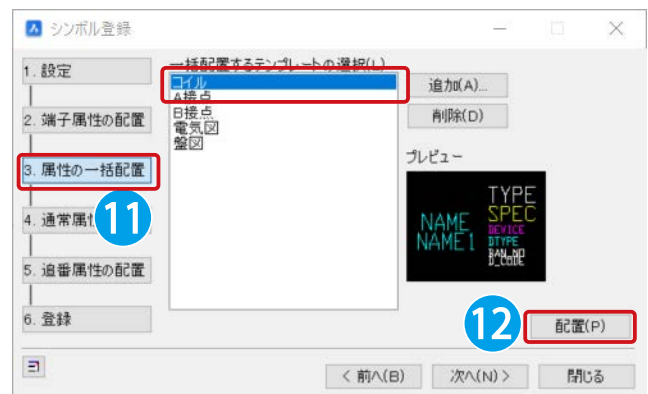 シンボル登録
1. 設定
2. 端子属性の配置
3. 属性の一括配置
4. 通常属
5. 追番属性の配置
6. 登録
一括配置するテンプレートの選択(L)
コイル
A接点
B接点
電気図
盤図
追加(A)...
削除(D)
プレビュー
TYPE
NAME SPEC
DEVICE
NAME1 DTYPE
D_CODE
11
12
配置(P)
< 前へ(B)
次へ(N) >
閉じる